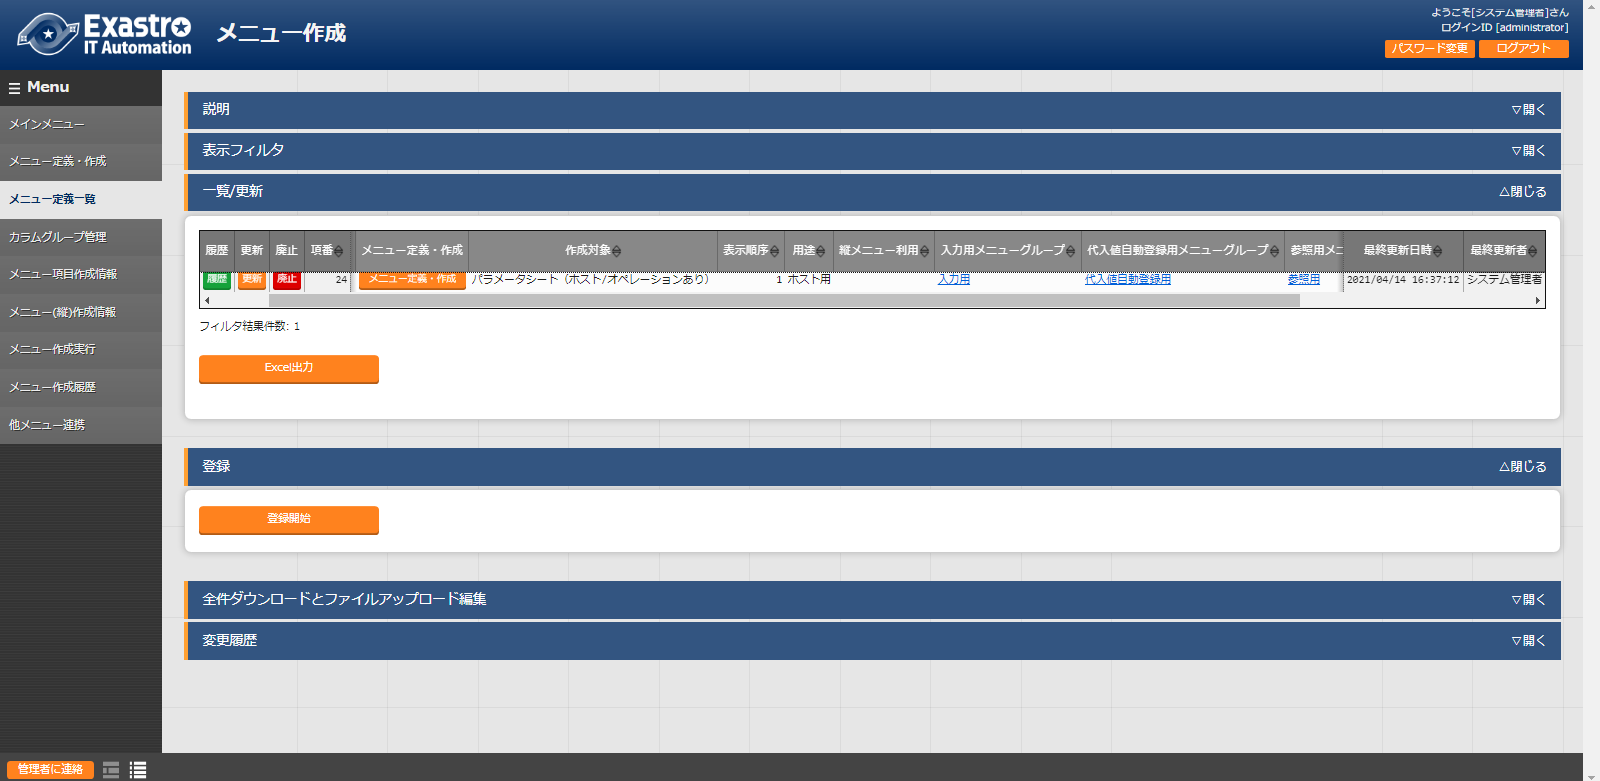 Exastro
IT Automation
メニュー作成
ようこそ[システム管理者]さん
ログインID [administrator]
パスワード変更 ログアウト
Menu
メインメニュー
メニュー定義・作成
メニュー定義一覧
カラムグループ管理
メニュー項目作成情報
メニュー(縦)作成情報
メニュー作成実行
メニュー作成履歴
他メニュー連携
説明 ▽開く
表示フィルタ ▽開く
一覧/更新 △閉じる
履歴 更新 廃止 項番 メニュー定義・作成 作成対象 表示順序 用途 縦メニュー利用 入力用メニューグループ 代入値自動登録用メニューグループ 参照用メニ 最終更新日時 最終更新者
履歴 更新 廃止 24 メニュー定義・作成 パラメータシート（ホスト/オペレーションあり） 1 ホスト用 入力用 代入値自動登録用 参照用 2021/04/14 16:37:12 システム管理者
フィルタ結果件数: 1
Excel出力
登録 △閉じる
登録開始
全件ダウンロードとファイルアップロード編集 ▽開く
変更履歴 ▽開く
管理者に連絡